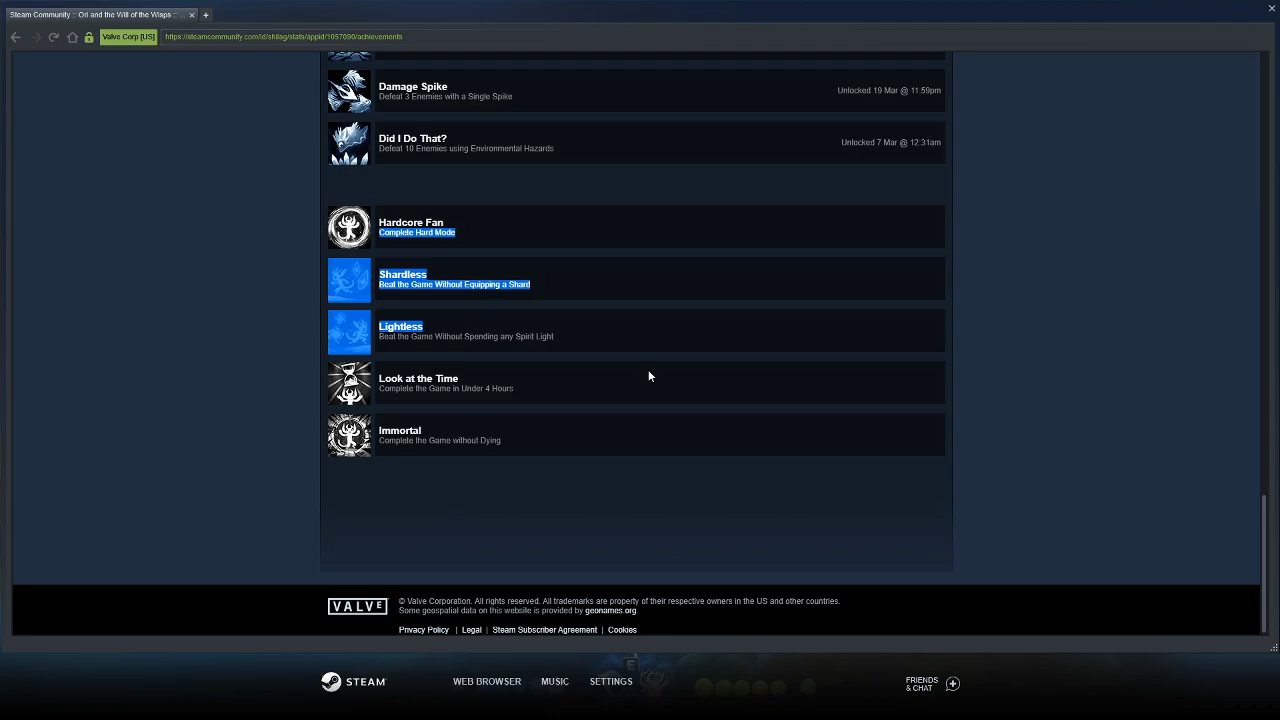 Steam Community :: Ori and the Will of the Wisps :: ...
Valve Corp [US]
https://steamcommunity.com/id/shilag/stats/appid/1057090/achievements
Damage Spike
Defeat 3 Enemies with a Single Spike
Unlocked 19 Mar @ 11:59pm
Did I Do That?
Defeat 10 Enemies using Environmental Hazards
Unlocked 7 Mar @ 12:31am
Hardcore Fan
Complete Hard Mode
Shardless
Beat the Game Without Equipping a Shard
Lightless
Beat the Game Without Spending any Spirit Light
Look at the Time
Complete the Game in Under 4 Hours
Immortal
Complete the Game without Dying
VALVE
© Valve Corporation. All rights reserved. All trademarks are property of their respective owners in the US and other countries.
Some geospatial data on this website is provided by geonames.org.
Privacy Policy | Legal | Steam Subscriber Agreement | Cookies
E
STEAM
WEB BROWSER
MUSIC
SETTINGS
FRIENDS
& CHAT